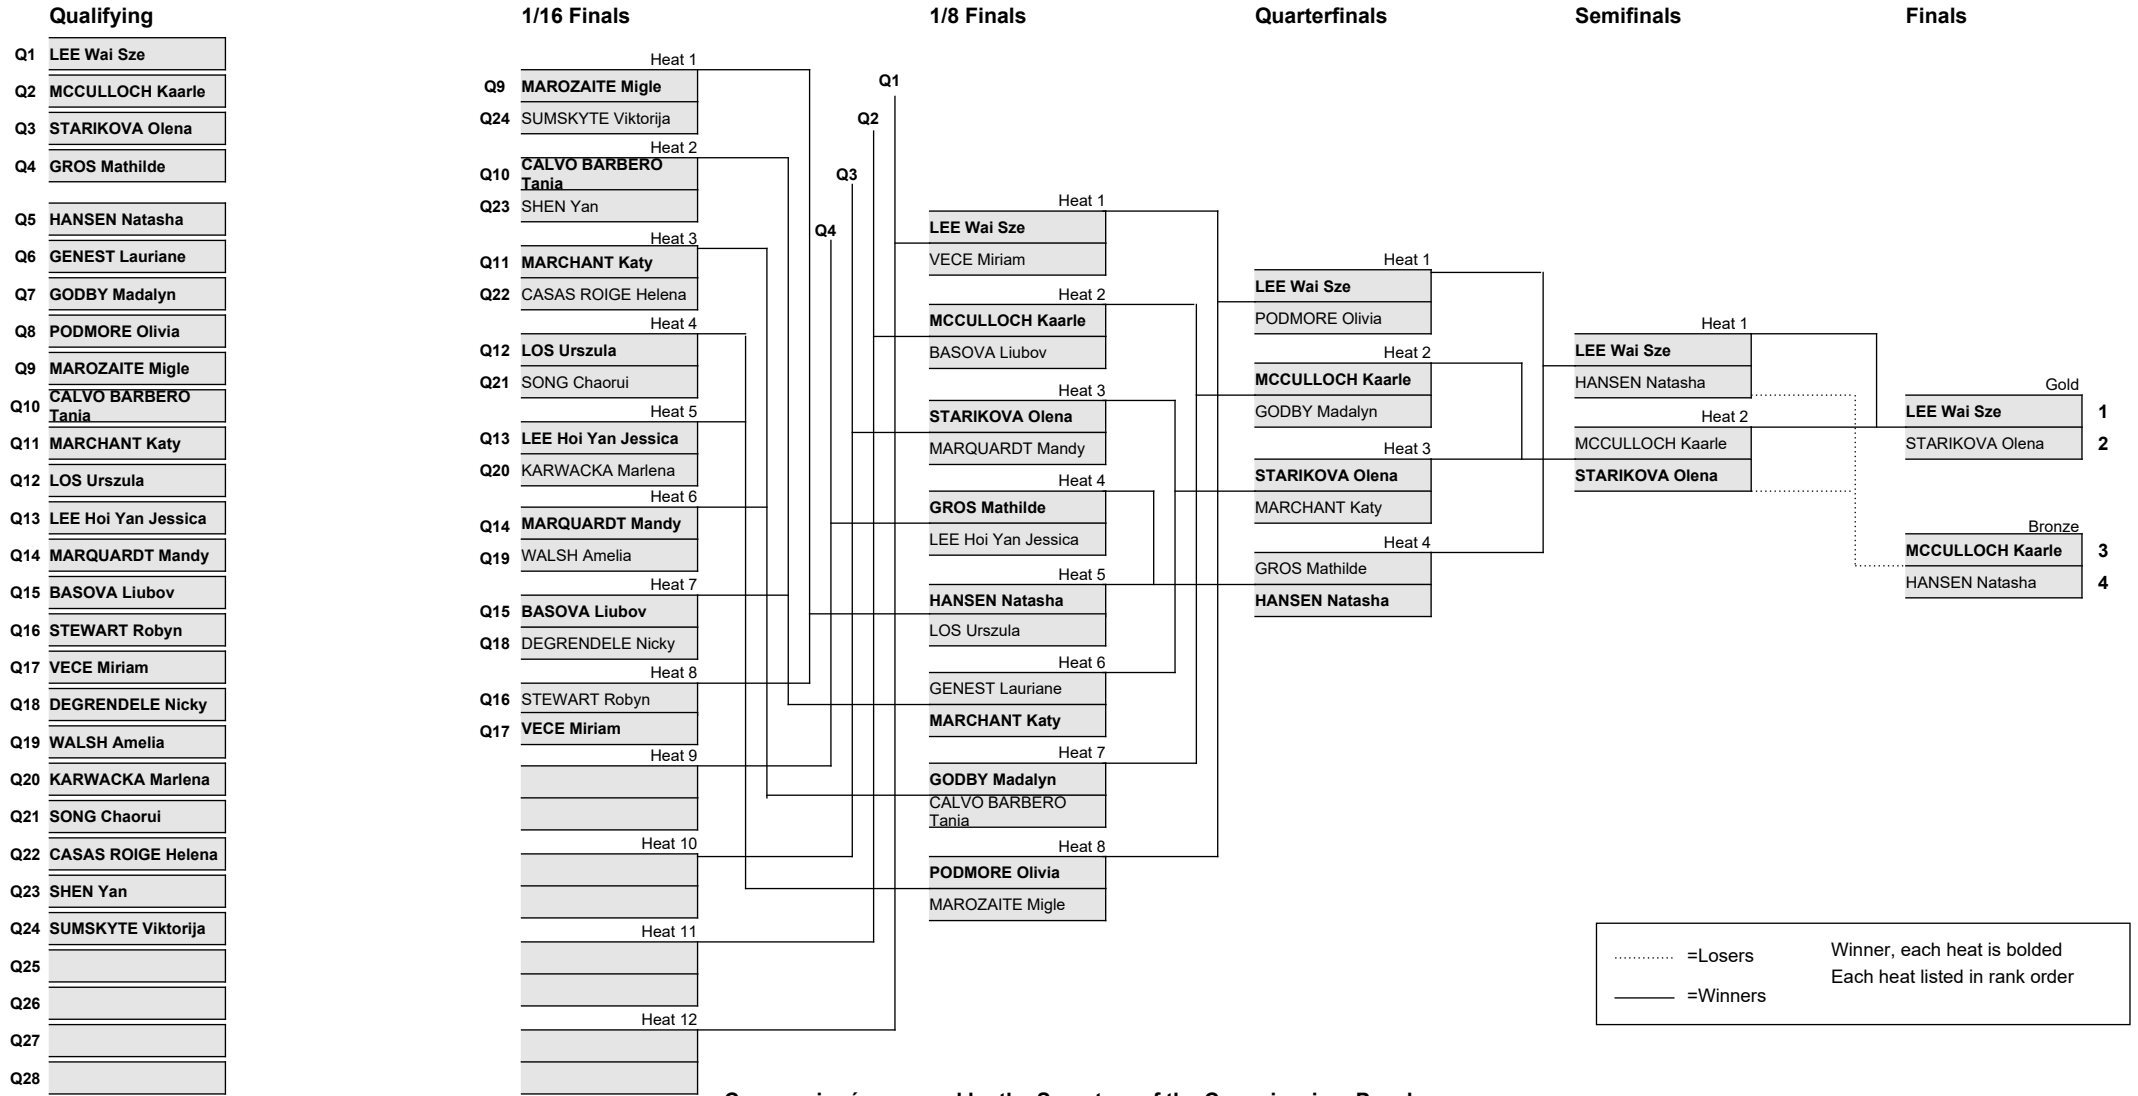 Qualifying
1/16 Finals
1/8 Finals
Quarterfinals
Semifinals
Finals
Q1 LEE Wai Sze
Q2 MCCULLOCH Kaarle
Q3 STARIKOVA Olena
Q4 GROS Mathilde
Q5 HANSEN Natasha
Q6 GENEST Lauriane
Q7 GODBY Madalyn
Q8 PODMORE Olivia
Q9 MAROZAITE Migle
Q10 CALVO BARBERO
Tania
Q11 MARCHANT Katy
Q12 LOS Urszula
Q13 LEE Hoi Yan Jessica
Q14 MARQUARDT Mandy
Q15 BASOVA Liubov
Q16 STEWART Robyn
Q17 VECE Miriam
Q18 DEGRENDELE Nicky
Q19 WALSH Amelia
Q20 KARWACKA Marlena
Q21 SONG Chaorui
Q22 CASAS ROIGE Helena
Q23 SHEN Yan
Q24 SUMSKYTE Viktorija
Q25
Q26
Q27
Q28
Heat 1
Q9 MAROZAITE Migle
Q24 SUMSKYTE Viktorija
Heat 2
Q10 CALVO BARBERO
Tania
Q23 SHEN Yan
Heat 3
Q11 MARCHANT Katy
Q22 CASAS ROIGE Helena
Heat 4
Q12 LOS Urszula
Q21 SONG Chaorui
Heat 5
Q13 LEE Hoi Yan Jessica
Q20 KARWACKA Marlena
Heat 6
Q14 MARQUARDT Mandy
Q19 WALSH Amelia
Heat 7
Q15 BASOVA Liubov
Q18 DEGRENDELE Nicky
Heat 8
Q16 STEWART Robyn
Q17 VECE Miriam
Heat 9
Heat 10
Heat 11
Heat 12
Q1
Q2
Q3
Q4
Heat 1
LEE Wai Sze
VECE Miriam
Heat 2
MCCULLOCH Kaarle
BASOVA Liubov
Heat 3
STARIKOVA Olena
MARQUARDT Mandy
Heat 4
GROS Mathilde
LEE Hoi Yan Jessica
Heat 5
HANSEN Natasha
LOS Urszula
Heat 6
GENEST Lauriane
MARCHANT Katy
Heat 7
GODBY Madalyn
CALVO BARBERO
Tania
Heat 8
PODMORE Olivia
MAROZAITE Migle
Heat 1
LEE Wai Sze
PODMORE Olivia
Heat 2
MCCULLOCH Kaarle
GODBY Madalyn
Heat 3
STARIKOVA Olena
MARCHANT Katy
Heat 4
GROS Mathilde
HANSEN Natasha
Heat 1
LEE Wai Sze
HANSEN Natasha
Heat 2
MCCULLOCH Kaarle
STARIKOVA Olena
Gold
LEE Wai Sze 1
STARIKOVA Olena 2
Bronze
MCCULLOCH Kaarle 3
HANSEN Natasha 4
=Losers
=Winners
Winner, each heat is bolded
Each heat listed in rank order